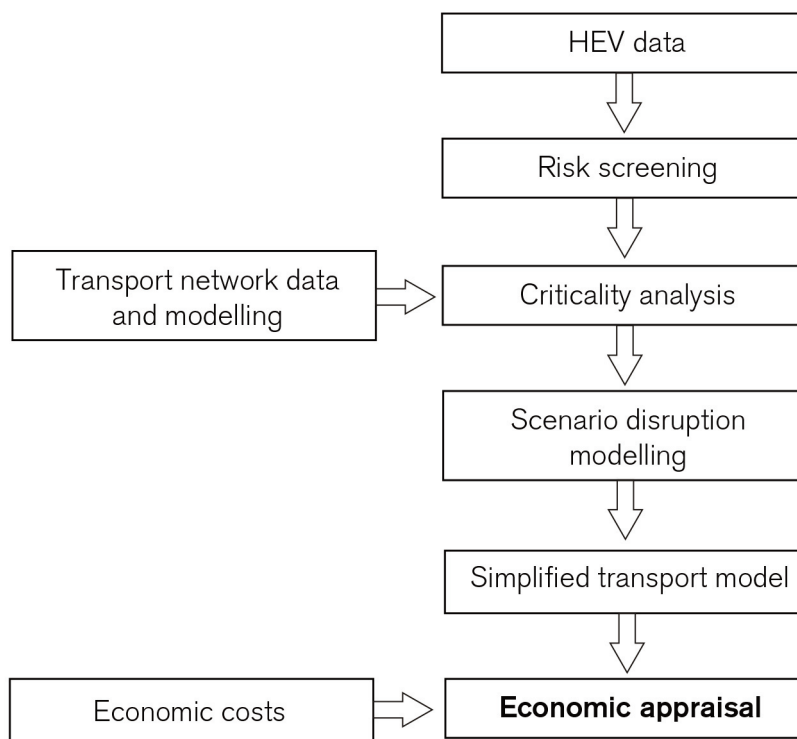 HEV data
Risk screening
Transport network data
and modelling
Criticality analysis
Scenario disruption
modelling
Simplified transport model
Economic costs
Economic appraisal